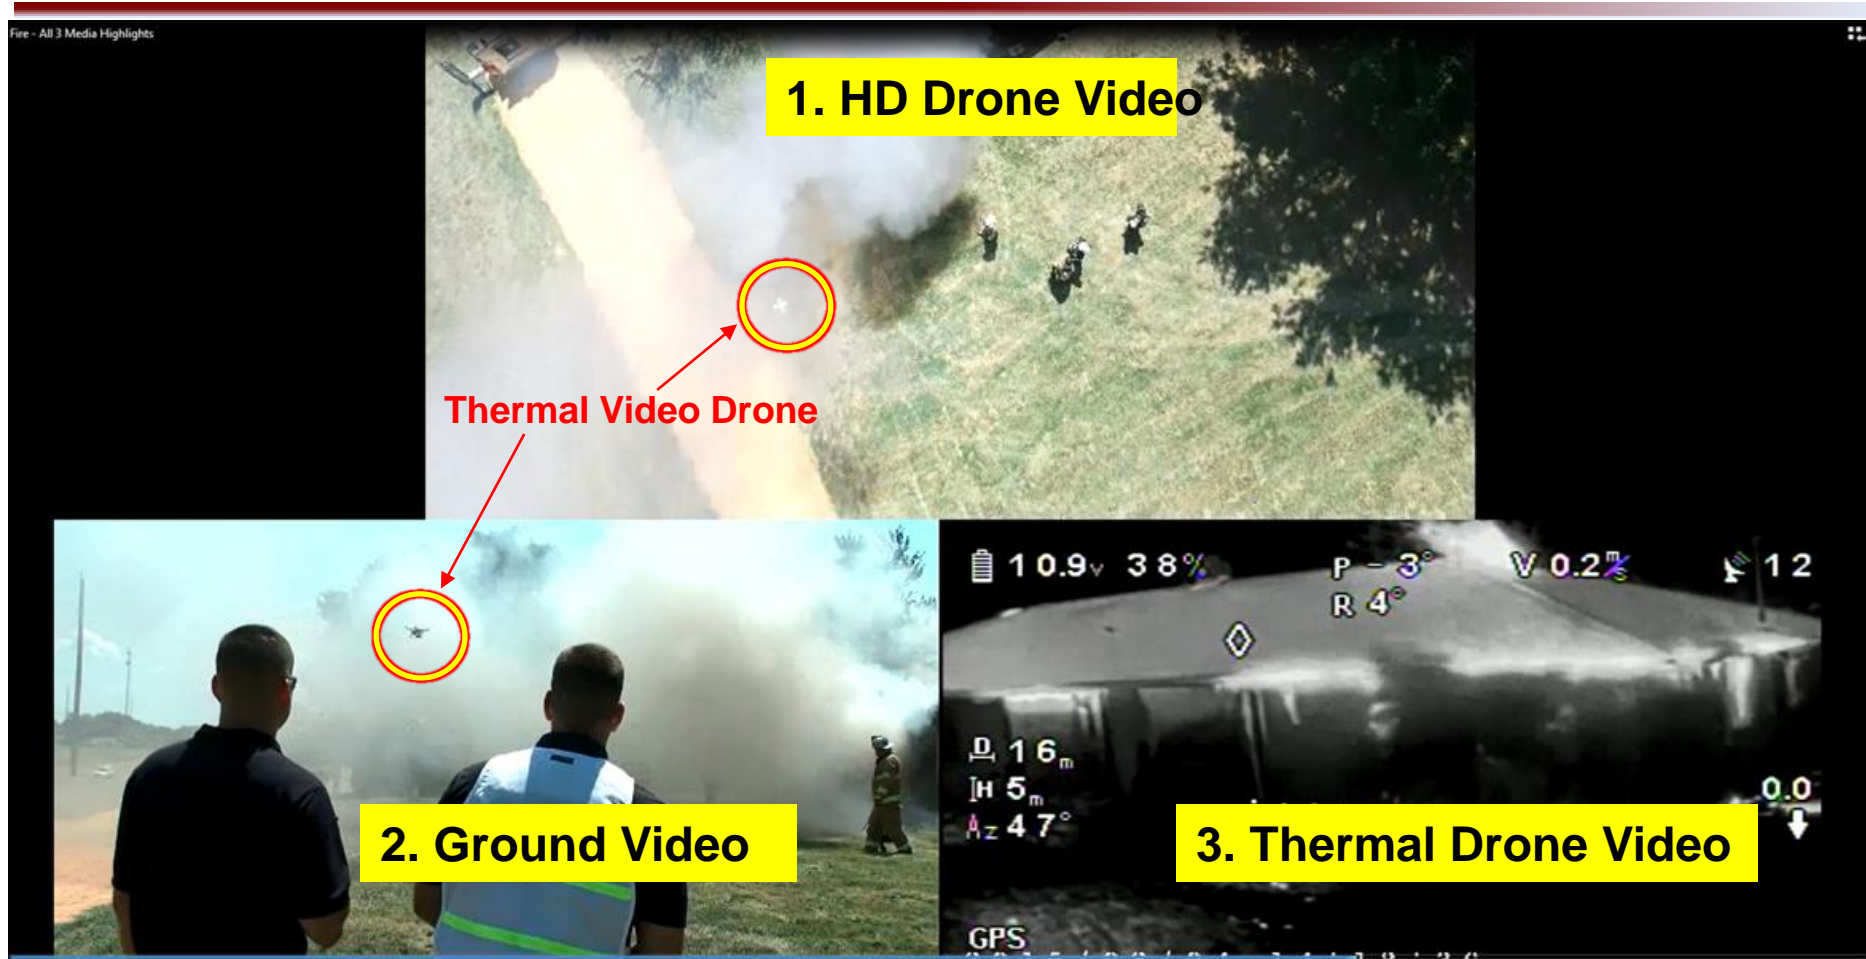 Fire - All 3 Media Highlights
1. HD Drone Video
Thermal Video Drone
10.9v 38% P - 3° V 0.2m/s 12
R 4°
D 16m
H 5m
0.0
Az 47°
2. Ground Video
3. Thermal Drone Video
GPS